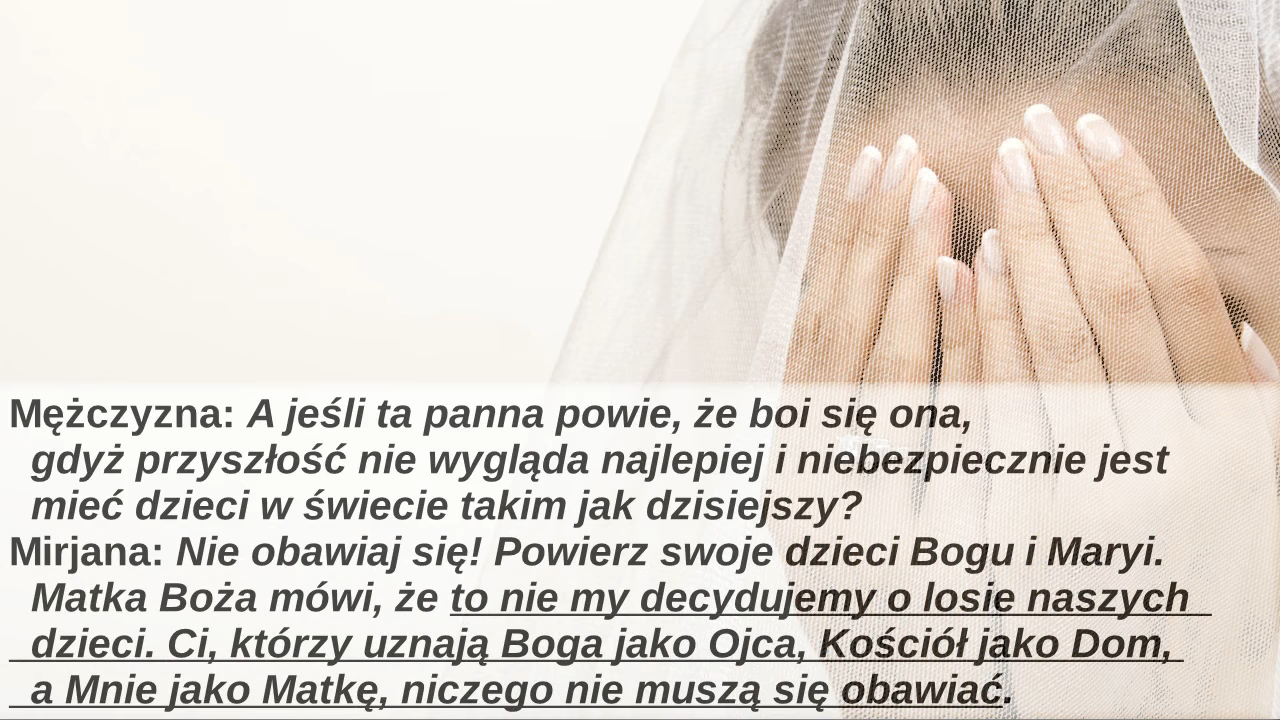 Mężczyzna: A jeśli ta panna powie, że boi się ona,
gdyż przyszłość nie wygląda najlepiej i niebezpiecznie jest
mieć dzieci w świecie takim jak dzisiejszy?
Mirjana: Nie obawiaj się! Powierz swoje dzieci Bogu i Maryi.
Matka Boża mówi, że to nie my decydujemy o losie naszych
dzieci. Ci, którzy uznają Boga jako Ojca, Kościół jako Dom,
a Mnie jako Matkę, niczego nie muszą się obawiać.